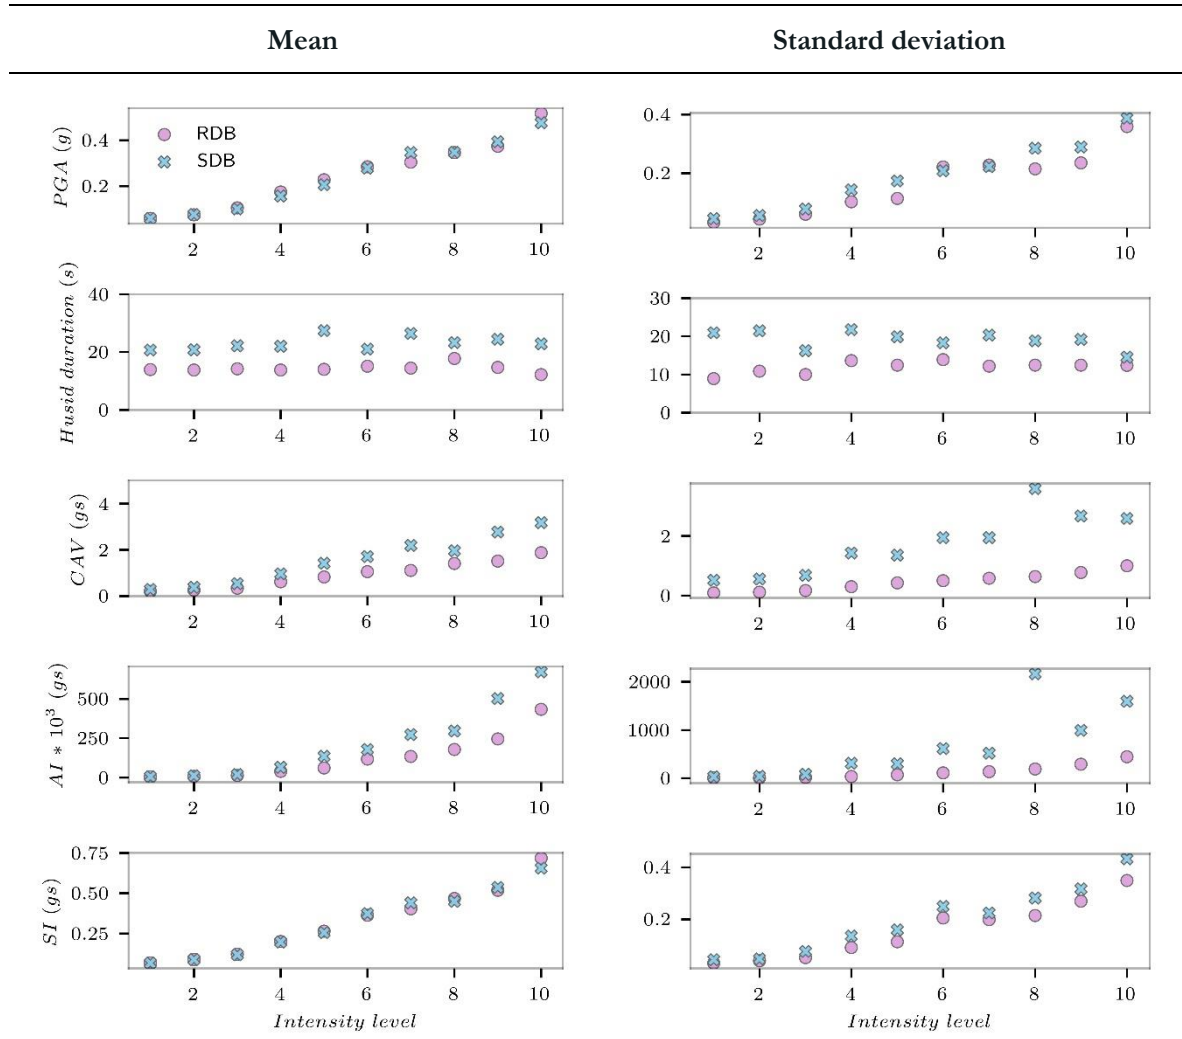 Mean Standard deviation
PGA (g)
0.4
0.2
RDB
SDB
2 4 6 8 10
0.4
0.2
2 4 6 8 10
Husid duration (s)
40
20
0
2 4 6 8 10
30
20
10
0
2 4 6 8 10
CAV (gs)
4
2
0
2 4 6 8 10
2
0
2 4 6 8 10
AI * 10³ (gs)
500
250
0
2 4 6 8 10
2000
1000
0
2 4 6 8 10
SI (gs)
0.75
0.50
0.25
2 4 6 8 10
Intensity level
0.4
0.2
2 4 6 8 10
Intensity level